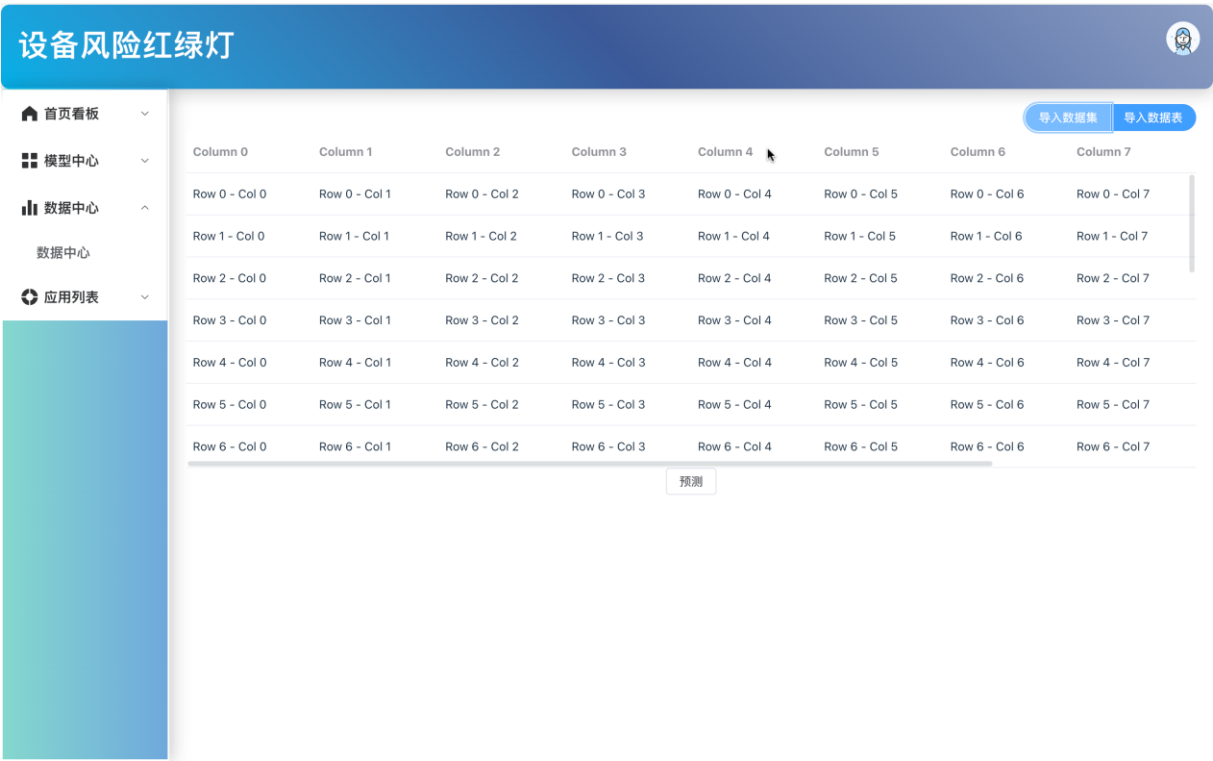 设备风险红绿灯
首页看板
模型中心
数据中心
数据中心
应用列表
导入数据集 导入数据表
Column 0 Column 1 Column 2 Column 3 Column 4 Column 5 Column 6 Column 7
Row 0 - Col 0 Row 0 - Col 1 Row 0 - Col 2 Row 0 - Col 3 Row 0 - Col 4 Row 0 - Col 5 Row 0 - Col 6 Row 0 - Col 7
Row 1 - Col 0 Row 1 - Col 1 Row 1 - Col 2 Row 1 - Col 3 Row 1 - Col 4 Row 1 - Col 5 Row 1 - Col 6 Row 1 - Col 7
Row 2 - Col 0 Row 2 - Col 1 Row 2 - Col 2 Row 2 - Col 3 Row 2 - Col 4 Row 2 - Col 5 Row 2 - Col 6 Row 2 - Col 7
Row 3 - Col 0 Row 3 - Col 1 Row 3 - Col 2 Row 3 - Col 3 Row 3 - Col 4 Row 3 - Col 5 Row 3 - Col 6 Row 3 - Col 7
Row 4 - Col 0 Row 4 - Col 1 Row 4 - Col 2 Row 4 - Col 3 Row 4 - Col 4 Row 4 - Col 5 Row 4 - Col 6 Row 4 - Col 7
Row 5 - Col 0 Row 5 - Col 1 Row 5 - Col 2 Row 5 - Col 3 Row 5 - Col 4 Row 5 - Col 5 Row 5 - Col 6 Row 5 - Col 7
Row 6 - Col 0 Row 6 - Col 1 Row 6 - Col 2 Row 6 - Col 3 Row 6 - Col 4 Row 6 - Col 5 Row 6 - Col 6 Row 6 - Col 7
预测